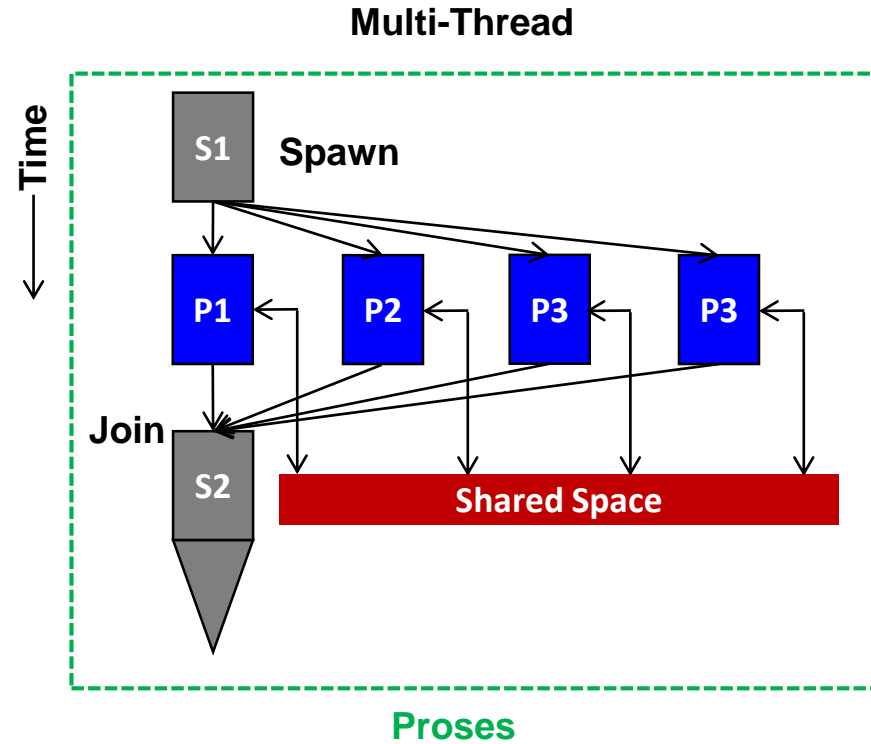 Multi-Thread
Time
S1
Spawn
P1
P2
P3
P3
Join
S2
Shared Space
Proses